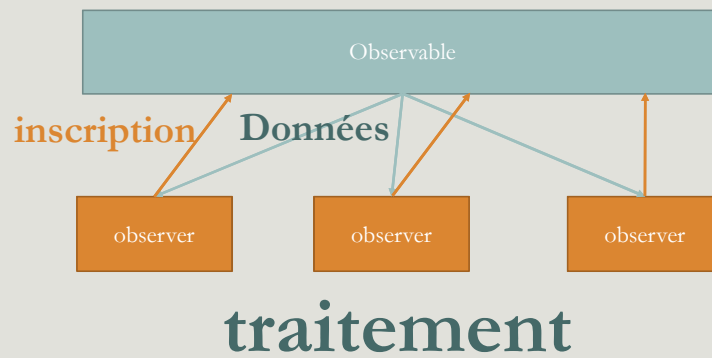 Observable
inscription
Données
observer
observer
observer
traitement